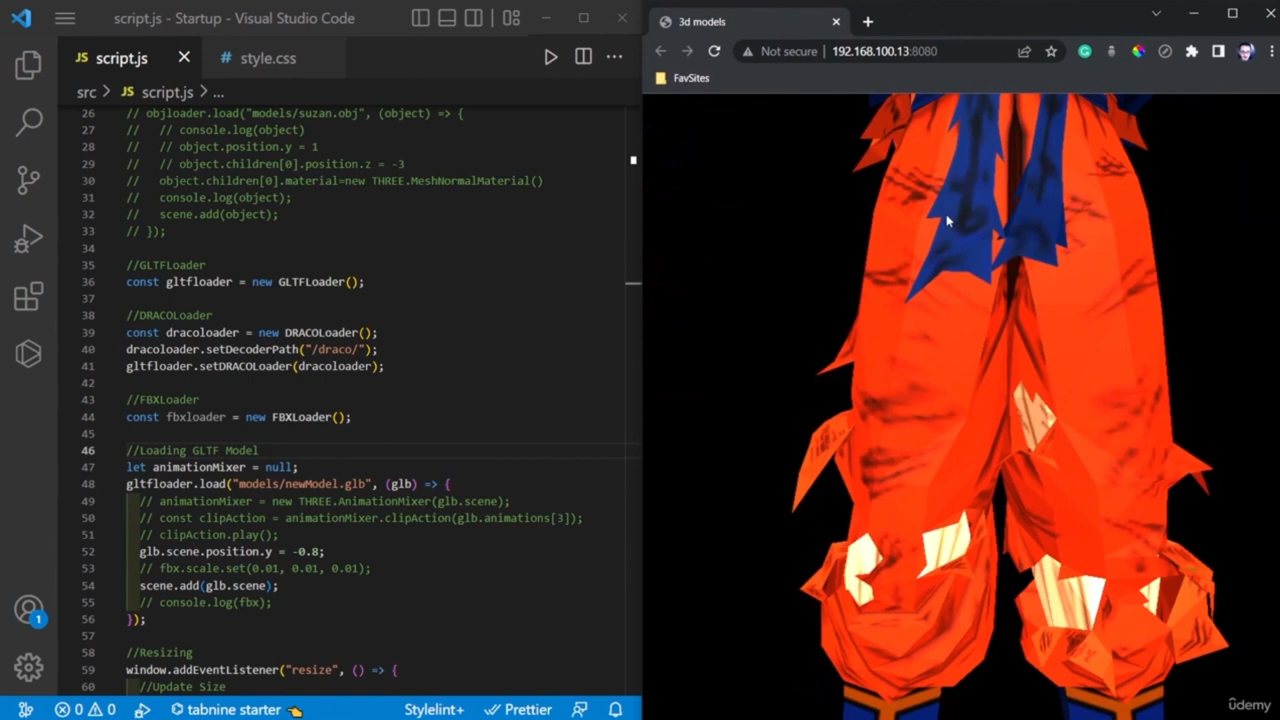 script.js - Startup - Visual Studio Code
JS script.js
# style.css
src > JS script.js > ...
26 // objloader.load("models/suzan.obj", (object) => {
27 //   // console.log(object)
28 //   // object.position.y = 1
29 //   // object.children[0].position.z = -3
30 //   object.children[0].material=new THREE.MeshNormalMaterial()
31 //   console.log(object);
32 //   scene.add(object);
33 // });
34
35 //GLTFLoader
36 const gltfloader = new GLTFLoader();
37
38 //DRACOLoader
39 const dracoloader = new DRACOLoader();
40 dracoloader.setDecoderPath("/draco/");
41 gltfloader.setDRACOLoader(dracoloader);
42
43 //FBXLoader
44 const fbxloader = new FBXLoader();
45
46 //Loading GLTF Model
47 let animationMixer = null;
48 gltfloader.load("models/newModel.glb", (glb) => {
49   // animationMixer = new THREE.AnimationMixer(glb.scene);
50   // const clipAction = animationMixer.clipAction(glb.animations[3]);
51   // clipAction.play();
52   glb.scene.position.y = -0.8;
53   // fbx.scale.set(0.01, 0.01, 0.01);
54   scene.add(glb.scene);
55   // console.log(fbx);
56 });
57
58 //Resizing
59 window.addEventListener("resize", () => {
60   //Update Size
1
0 0 tabnine starter Stylelint+ Prettier
3d models
Not secure 192.168.100.13:8080
FavSites
udemy